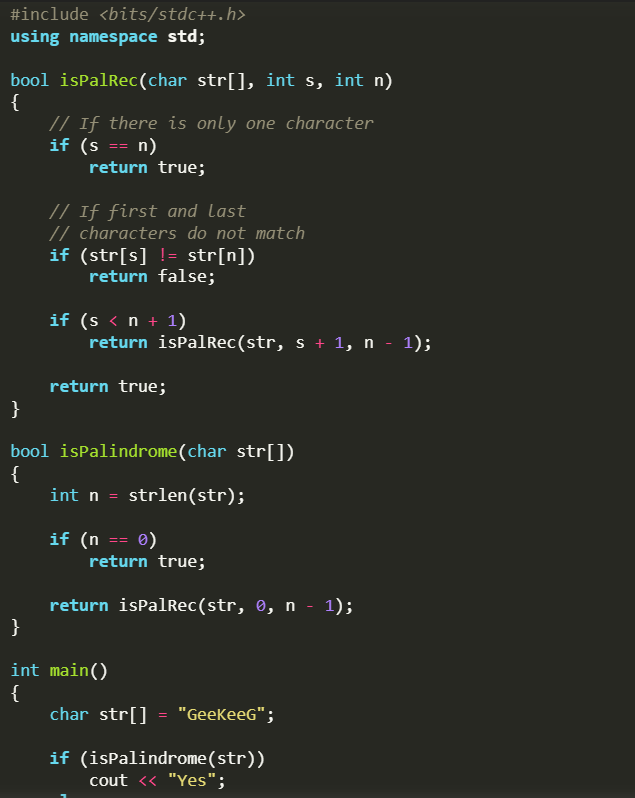 #include <bits/stdc++.h>
using namespace std;
bool isPalRec(char str[], int s, int n)
{
// If there is only one character
if (s == n)
return true;
// If first and last
// characters do not match
if (str[s] != str[n])
return false;
if (s < n + 1)
return isPalRec(str, s + 1, n - 1);
return true;
}
bool isPalindrome(char str[])
{
int n = strlen(str);
if (n == 0)
return true;
return isPalRec(str, 0, n - 1);
}
int main()
{
char str[] = "GeeKeeG";
if (isPalindrome(str))
cout << "Yes";